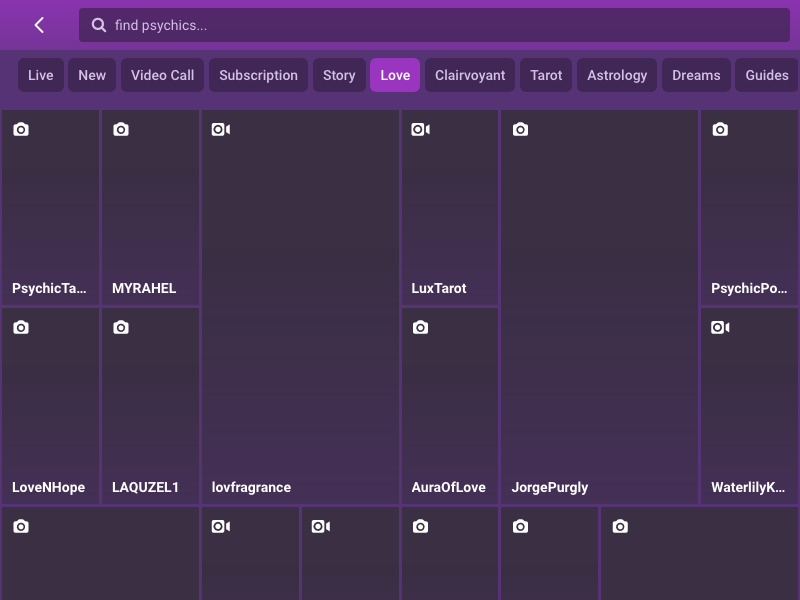 find psychics...
Live
New
Video Call
Subscription
Story
Love
Clairvoyant
Tarot
Astrology
Dreams
Guides
PsychicTa...
MYRAHEL
LuxTarot
PsychicPo...
LoveNHope
LAQUZEL1
lovfragrance
AuraOfLove
JorgePurgly
WaterlilyK...